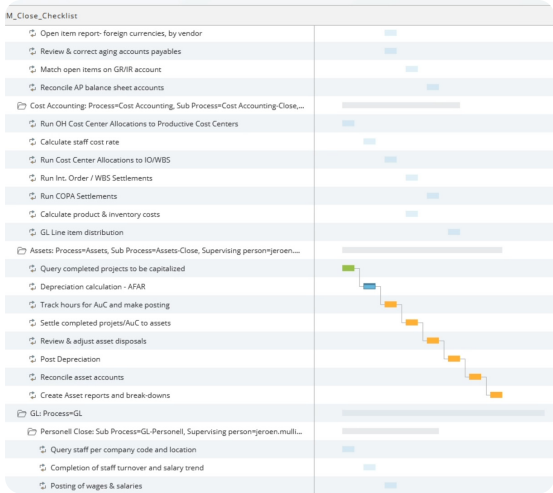 M_Close_Checklist
Open item report- foreign currencies, by vendor
Review & correct aging accounts payables
Match open items on GR/IR account
Reconcile AP balance sheet accounts
Cost Accounting: Process=Cost Accounting, Sub Process=Cost Accounting-Close,...
Run OH Cost Center Allocations to Productive Cost Centers
Calculate staff cost rate
Run Cost Center Allocations to IO/WBS
Run Int. Order / WBS Settlements
Run COPA Settlements
Calculate product & inventory costs
GL Line item distribution
Assets: Process=Assets, Sub Process=Assets-Close, Supervising person=jeroen....
Query completed projects to be capitalized
Depreciation calculation - AFAR
Track hours for AuC and make posting
Settle completed projets/AuC to assets
Review & adjust asset disposals
Post Depreciation
Reconcile asset accounts
Create Asset reports and break-downs
GL: Process=GL
Personell Close: Sub Process=GL-Personell, Supervising person=jeroen.mulli...
Query staff per company code and location
Completion of staff turnover and salary trend
Posting of wages & salaries